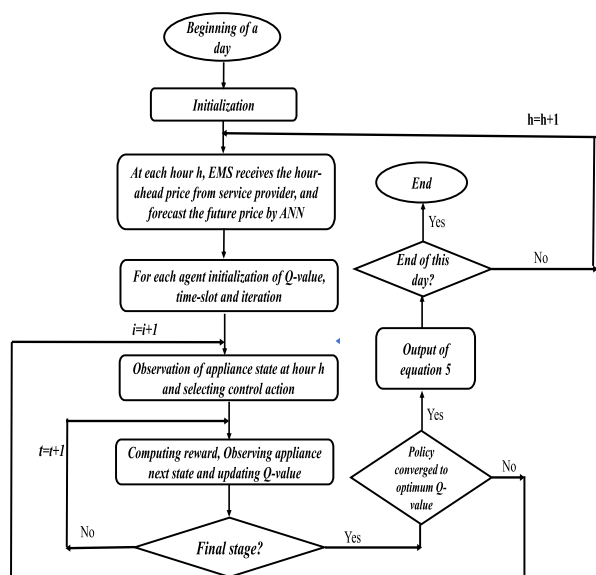 Beginning of a
day
Initialization
h=h+1
At each hour h, EMS receives the hour-
ahead price from service provider, and
forecast the future price by ANN
End
Yes
End of this
day?
No
For each agent initialization of Q-value,
time-slot and iteration
i=i+1
Observation of appliance state at hour h
and selecting control action
Output of
equation 5
Yes
t=t+1
Computing reward, Observing appliance
next state and updating Q-value
Policy
converged to
optimum Q-
value
No
No
Final stage?
Yes